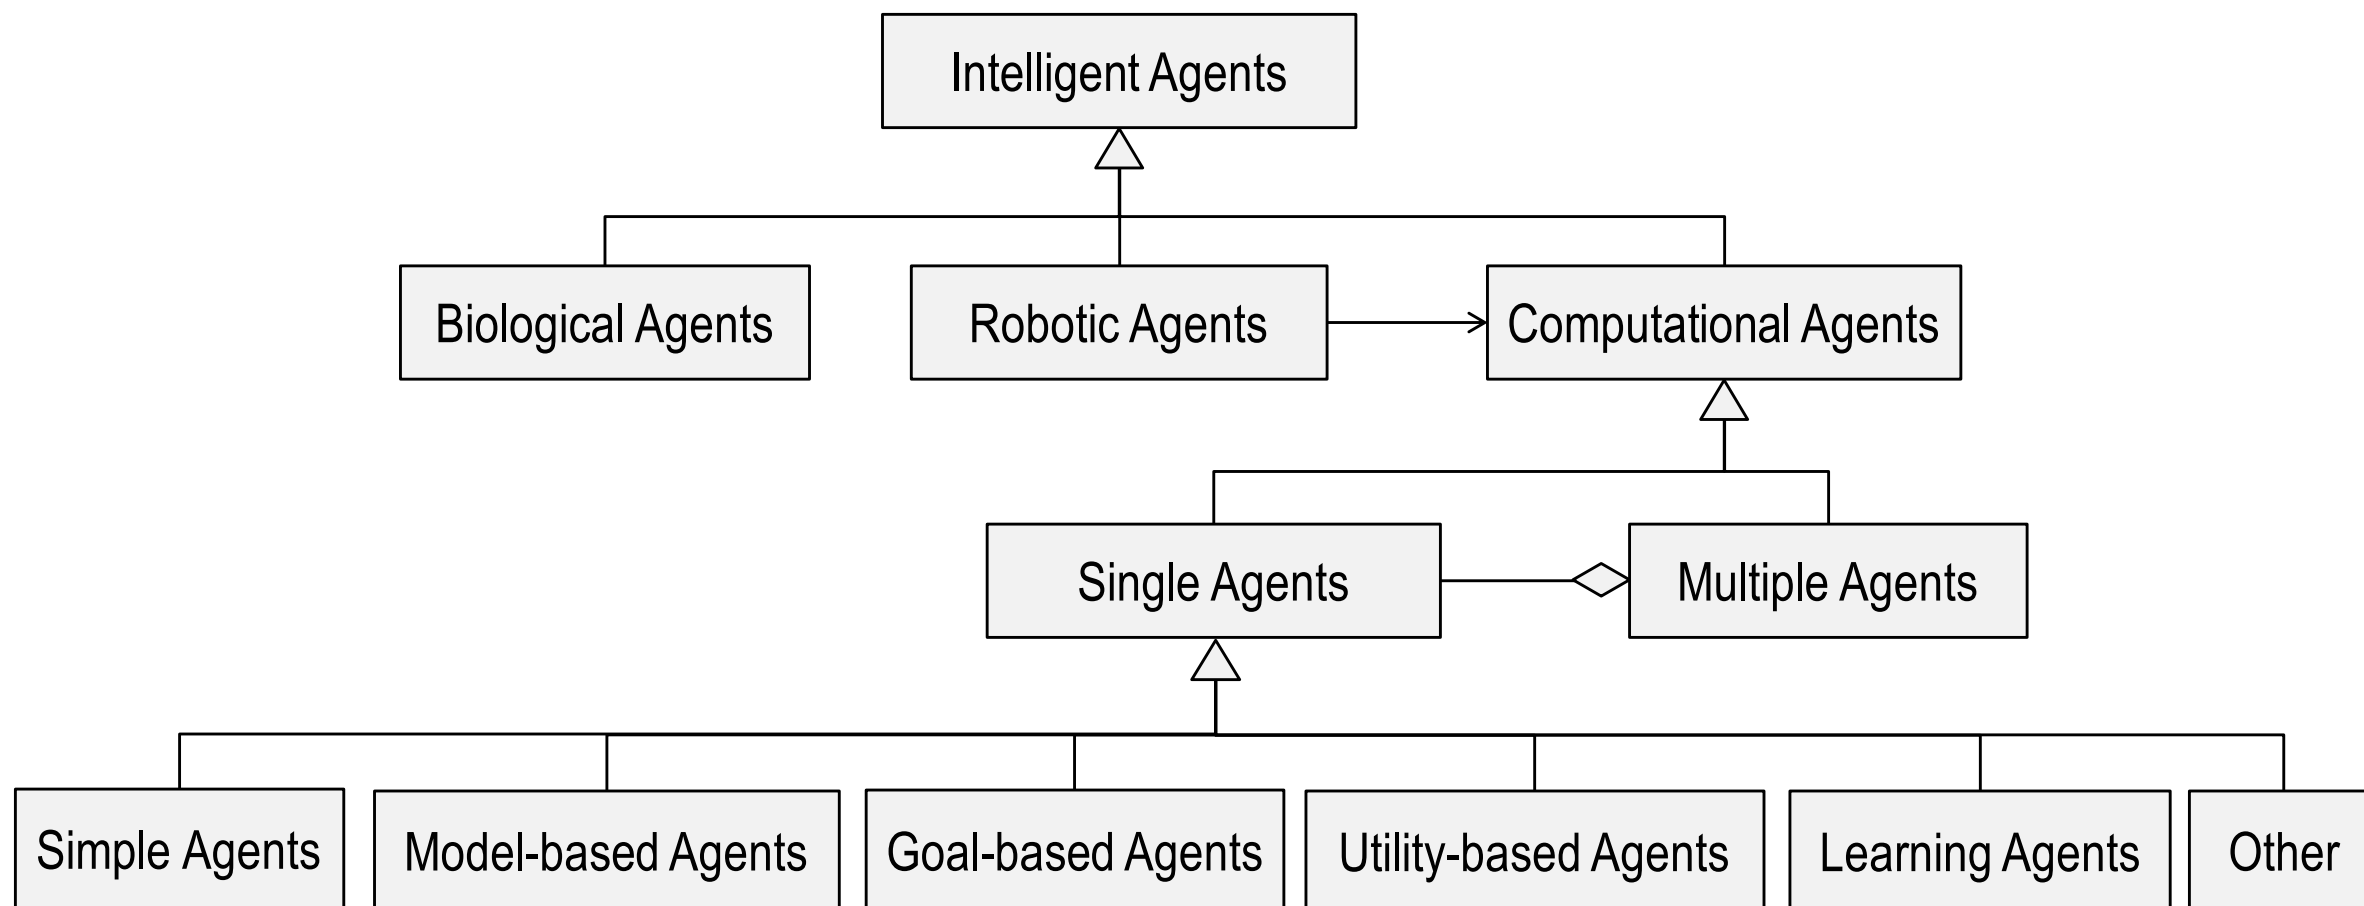 Intelligent Agents
Biological Agents
Robotic Agents
Computational Agents
Single Agents
Multiple Agents
Simple Agents
Model-based Agents
Goal-based Agents
Utility-based Agents
Learning Agents
Other